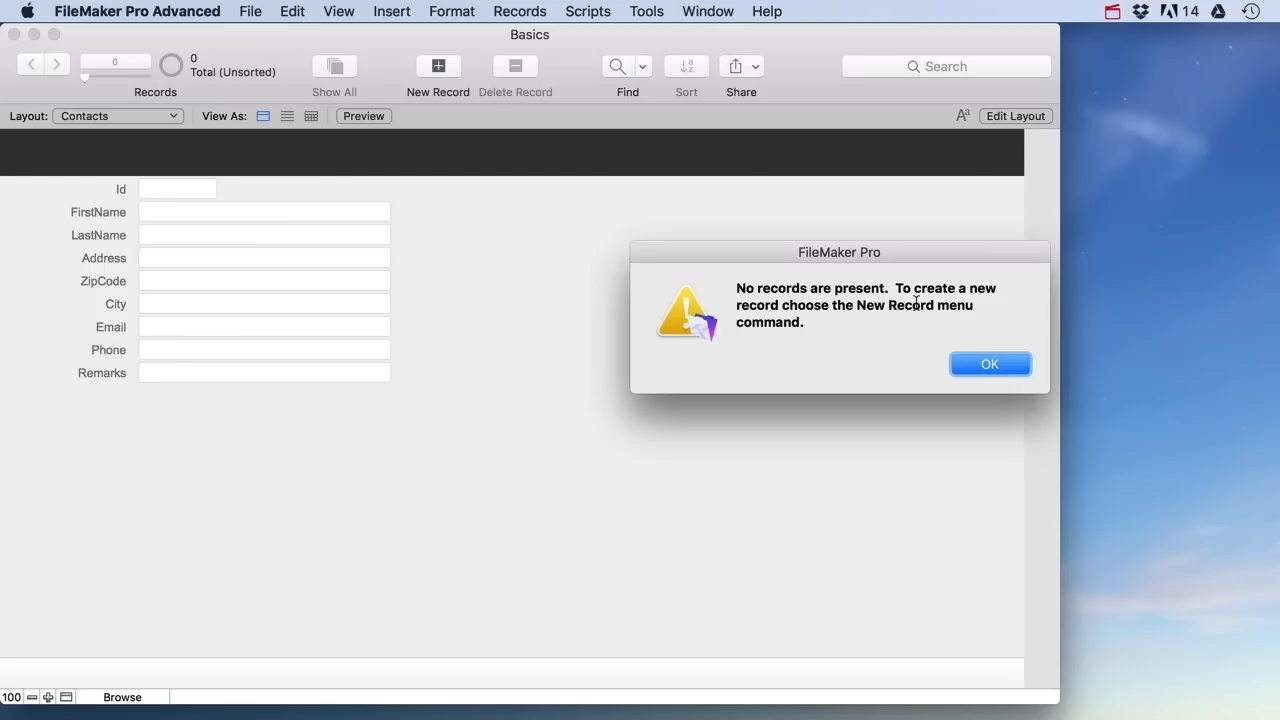 FileMaker Pro Advanced File Edit View Insert Format Records Scripts Tools Window Help 14
Basics
0 0
Total (Unsorted)
Search
Records Show All New Record Delete Record Find Sort Share
Layout: Contacts View As: Preview Aa Edit Layout
Id
FirstName
LastName
Address
ZipCode
City
Email
Phone
Remarks
FileMaker Pro
No records are present. To create a new
record choose the New Record menu
command.
OK
100 Browse